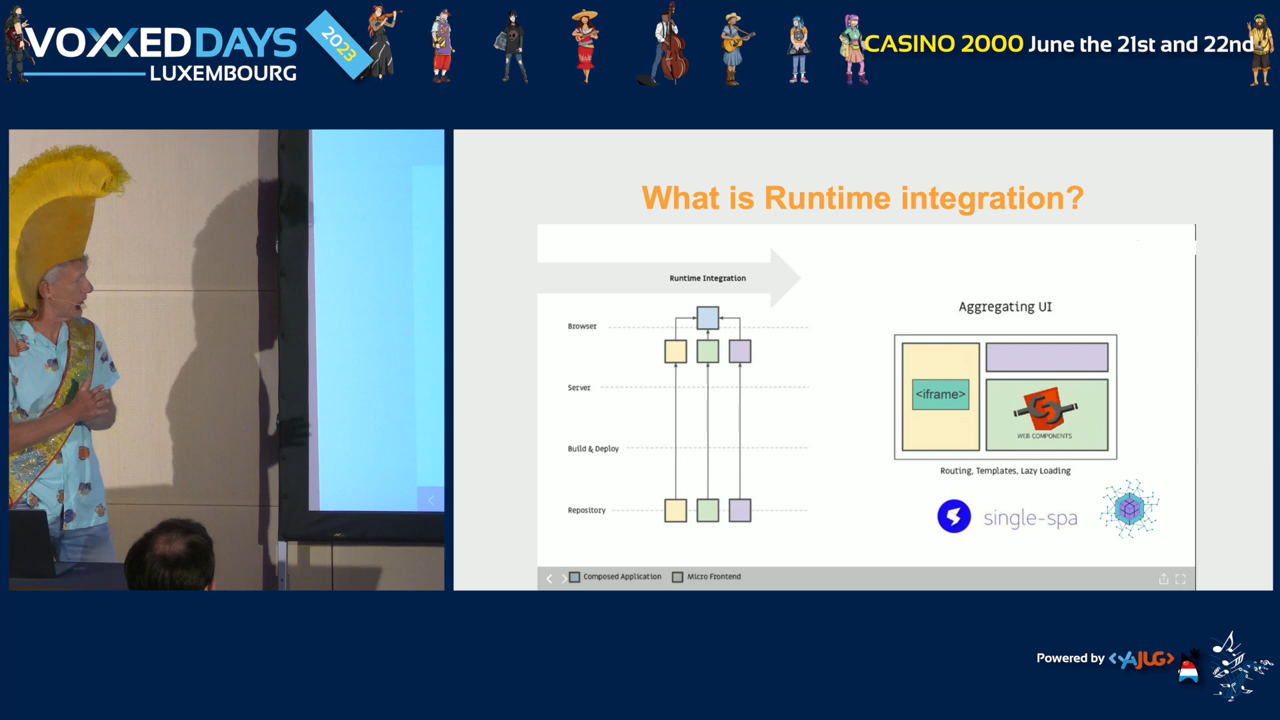 VOXXED DAYS
LUXEMBOURG
2023
CASINO 2000 June the 21st and 22nd
What is Runtime integration?
Runtime Integration
Browser
Server
Build & Deploy
Repository
Composed Application
Micro Frontend
Aggregating UI
<iframe>
WEB COMPONENTS
Routing, Templates, Lazy Loading
single-spa
Powered by <YAJUG>